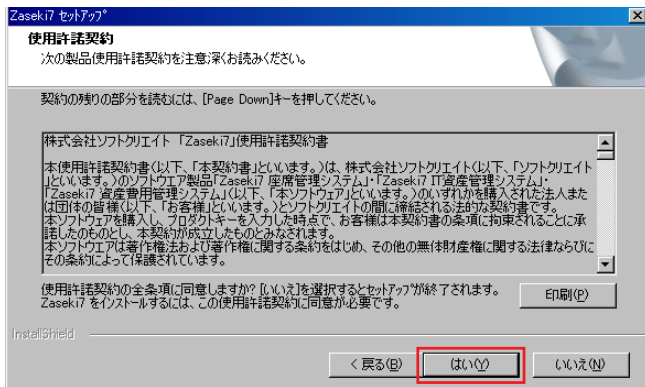 Zaseki7 セットアップ
使用許諾契約
次の製品使用許諾契約を注意深くお読みください。
契約の残りの部分を読むには、[Page Down]キーを押してください。
株式会社ソフトクリエイト 「Zaseki7」使用許諾契約書
本使用許諾契約書(以下、「本契約書」といいます。)は、株式会社ソフトクリエイト(以下、「ソフトクリエイト
」といいます。)のソフトウエア製品「Zaseki7 座席管理システム」・「Zaseki7 IT資産管理システム」・
「Zaseki7 資産費用管理システム」(以下、「本ソフトウェア」といいます。)のいずれかを購入された法人また
は団体の皆様(以下、「お客様」といいます。)とソフトクリエイトの間に締結される法的な契約書です。
本ソフトウェアを購入し、プロダクトキーを入力した時点で、お客様は本契約書の条項に拘束されることに承
諾したのものとし、本契約が成立したものとみなされます。
本ソフトウエアは著作権法および著作権に関する条約をはじめ、その他の無体財産権に関する法律ならびに
その条約によって保護されています。
使用許諾契約の全条項に同意しますか? [いいえ]を選択するとセットアップが終了されます。
Zaseki7 をインストールするには、この使用許諾契約に同意が必要です。
印刷(P)
InstallShield
< 戻る(B)
はい(Y)
いいえ(N)